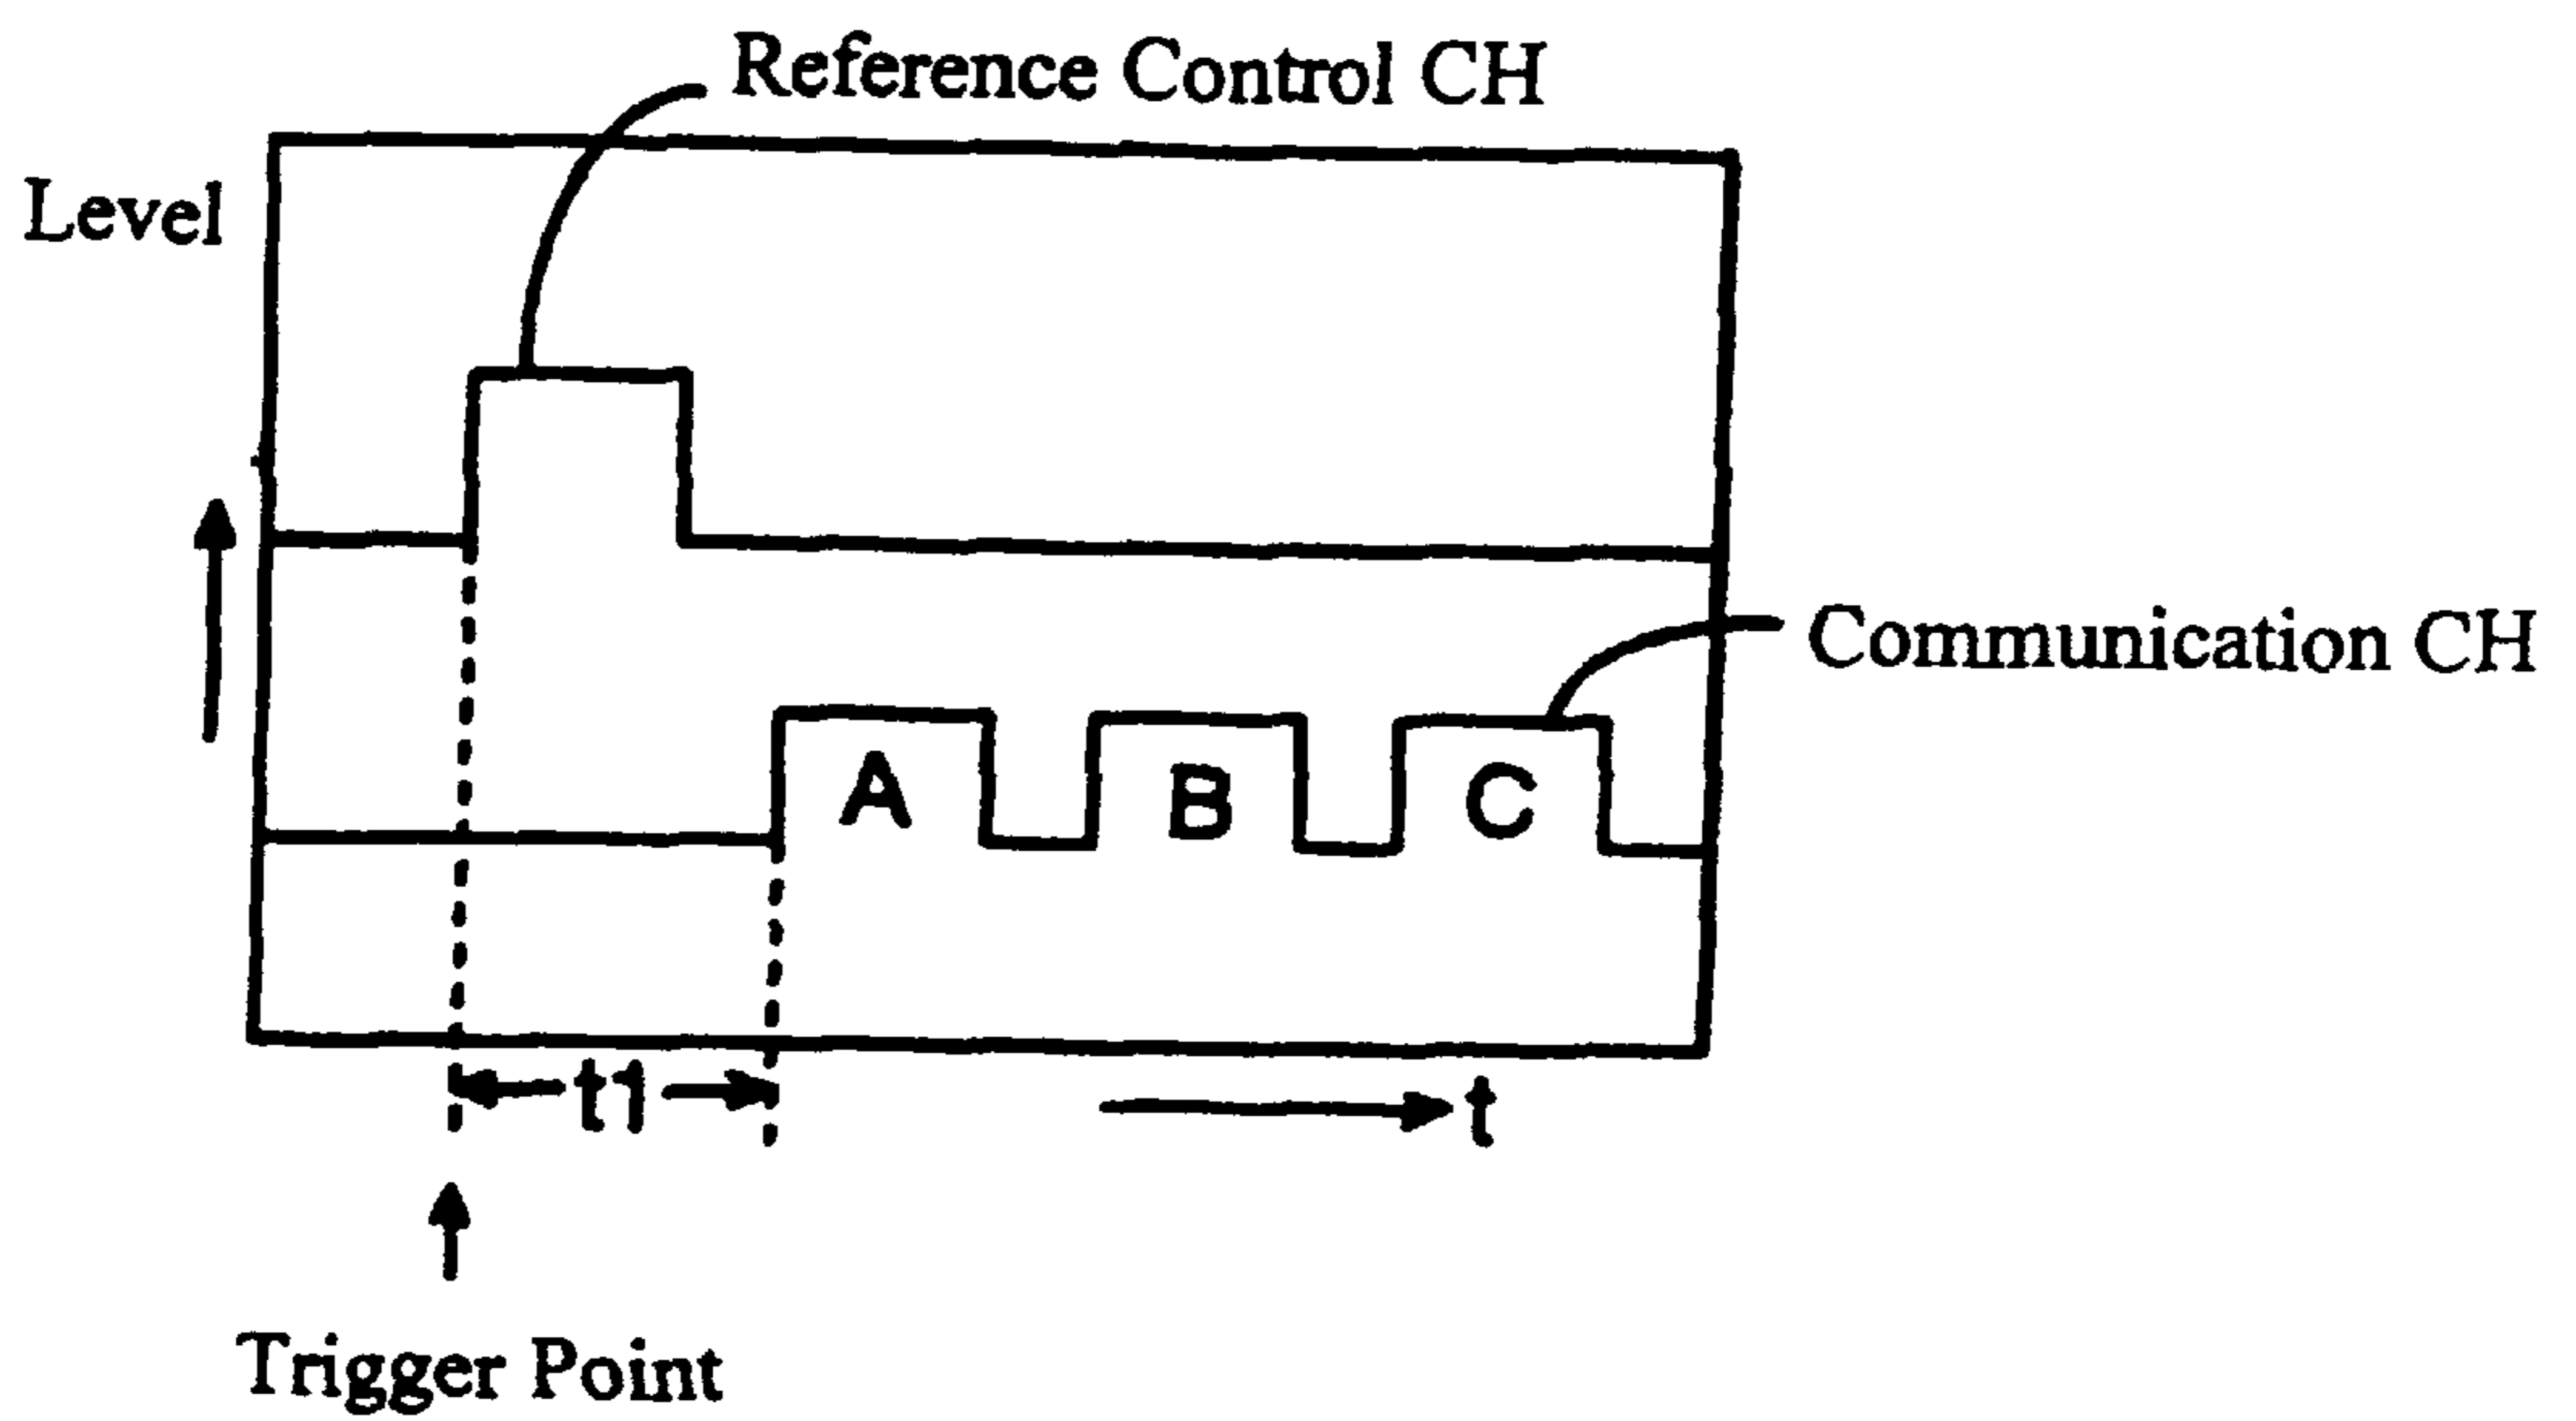 Reference Control CH
Level
Communication CH
A
B
C
t1
t
Trigger Point